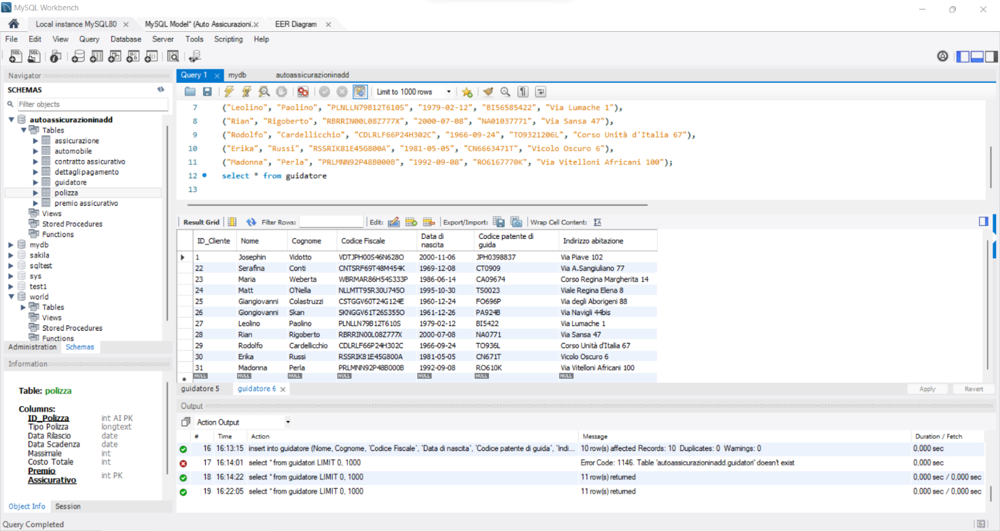 MySQL Workbench
Local instance MySQL80
MySQL Model* (Auto Assicurazioni.
EER Diagram
File Edit View Query Database Server Tools Scripting Help
Navigator
SCHEMAS
Filter objects
autoassicurazioninadd
Tables
assicurazione
automobile
contratto assicurativo
dettaglipagamento
guidatore
polizza
premio assicurativo
Views
Stored Procedures
Functions
mydb
sakila
sqltest
sys
test1
world
Tables
Views
Stored Procedures
Functions
Administration Schemas
Information
Table: polizza
Columns:
ID_Polizza int AI PK
Tipo Polizza longtext
Data Rilascio date
Data Scadenza date
Massimale int
Costo Totale int
Premio
Assicurativo int PK
Object Info Session
Query Completed
Query 1 mydb autoassicurazioninadd
Limit to 1000 rows
7 ("Leolino", "Paolino", "PLNLLN79B12T610S", "1979-02-12", "BI56585422", "Via Lumache 1"),
8 ("Rian", "Rigoberto", "RBRRIN00L08Z777X", "2000-07-08", "NA01037771", "Via Sansa 47"),
9 ("Rodolfo", "Cardellicchio", "CDLRLF66P24H302C", "1966-09-24", "TO9321206L", "Corso Unità d'Italia 67"),
10 ("Erika", "Russi", "RSSRIK81E45G800A", "1981-05-05", "CN6663471T", "Vicolo Oscuro 6"),
11 ("Madonna", "Perla", "PRLMNN92P48B000B", "1992-09-08", "RO6167770K", "Via Vitelloni Africani 100");
12 select * from guidatore
13
Result Grid Filter Rows: Edit: Export/Import: Wrap Cell Content:
ID_Cliente Nome Cognome Codice Fiscale Data di nascita Codice patente di guida Indirizzo abitazione
1 Josephin Vidotto VDTJPH00S46N628O 2000-11-06 JPH0398837 Via Piave 102
22 Serafina Conti CNTSRF69T48M454K 1969-12-08 CT0909 Via A.Sangiuliano 77
23 Maria Weberta WBRMAR86H54S333P 1986-06-14 CA09674 Corso Regina Margherita 14
24 Matt O'Nella NLLMTT95R30U745O 1995-10-30 TS0023 Viale Regina Elena 8
25 Giangiovanni Colastruzzi CSTGGV60T24G124E 1960-12-24 FO696P Via degli Aborigeni 88
26 Giongiovanni Skan SKNGGV61T26S355O 1961-12-26 PA924B Via Navigli 44bis
27 Leolino Paolino PLNLLN79B12T610S 1979-02-12 BI5422 Via Lumache 1
28 Rian Rigoberto RBRRIN00L08Z777X 2000-07-08 NA0771 Via Sansa 47
29 Rodolfo Cardellicchio CDLRLF66P24H302C 1966-09-24 TO936L Corso Unità d'Italia 67
30 Erika Russi RSSRIK81E45G800A 1981-05-05 CN671T Vicolo Oscuro 6
31 Madonna Perla PRLMNN92P48B000B 1992-09-08 RO610K Via Vitelloni Africani 100
NULL NULL NULL NULL NULL NULL NULL
guidatore 5 guidatore 6 Apply Revert
Output
Action Output
# Time Action Message Duration / Fetch
16 16:13:15 insert into guidatore (Nome, Cognome, `Codice Fiscale`, `Data di nascita`, `Codice patente di guida`, `Indi... 10 row(s) affected Records: 10 Duplicates: 0 Warnings: 0 0,000 sec
17 16:14:01 select * from guidatori LIMIT 0, 1000 Error Code: 1146. Table 'autoassicurazioninadd.guidatori' doesn't exist 0,000 sec
18 16:14:22 select * from guidatore LIMIT 0, 1000 11 row(s) returned 0,000 sec / 0,000 sec
19 16:22:05 select * from guidatore LIMIT 0, 1000 11 row(s) returned 0,000 sec / 0,000 sec